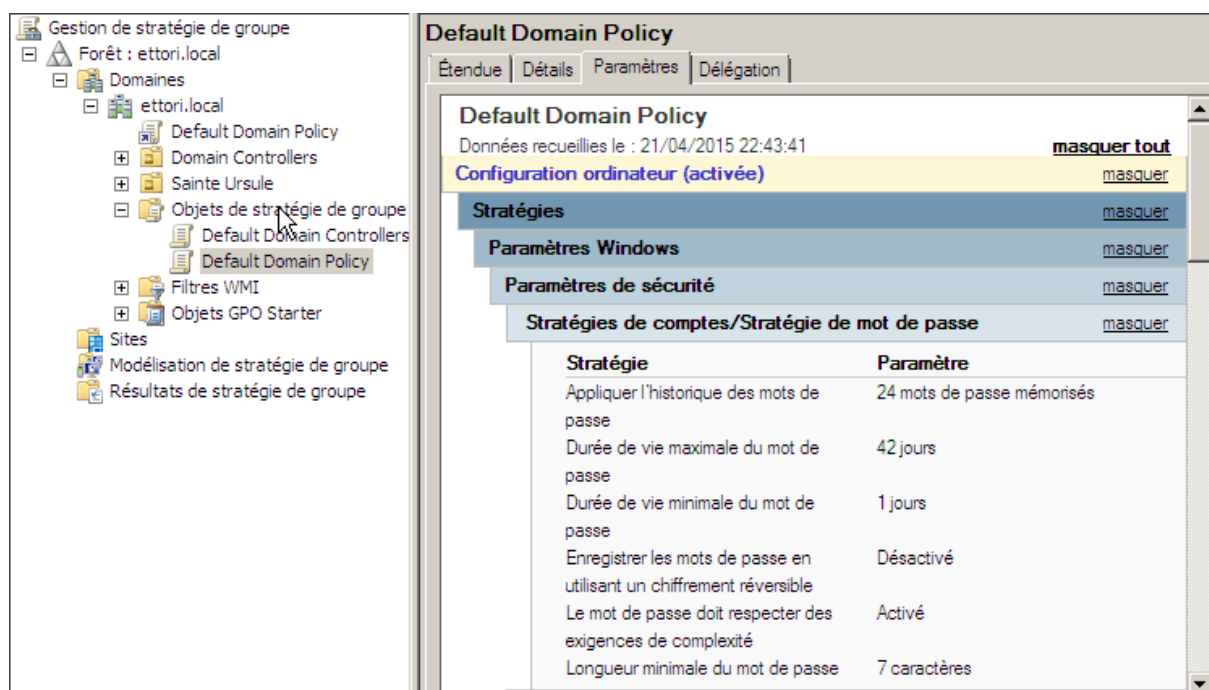 Gestion de stratégie de groupe
Forêt : ettori.local
Domaines
ettori.local
Default Domain Policy
Domain Controllers
Sainte Ursule
Objets de stratégie de groupe
Default Domain Controllers
Default Domain Policy
Filtres WMI
Objets GPO Starter
Sites
Modélisation de stratégie de groupe
Résultats de stratégie de groupe
Default Domain Policy
Étendue Détails Paramètres Délégation
Default Domain Policy
Données recueillies le : 21/04/2015 22:43:41 masquer tout
Configuration ordinateur (activée) masquer
Stratégies masquer
Paramètres Windows masquer
Paramètres de sécurité masquer
Stratégies de comptes/Stratégie de mot de passe masquer
Stratégie Paramètre
Appliquer l'historique des mots de 24 mots de passe mémorisés
passe
Durée de vie maximale du mot de 42 jours
passe
Durée de vie minimale du mot de 1 jours
passe
Enregistrer les mots de passe en Désactivé
utilisant un chiffrement réversible
Le mot de passe doit respecter des Activé
exigences de complexité
Longueur minimale du mot de passe 7 caractères